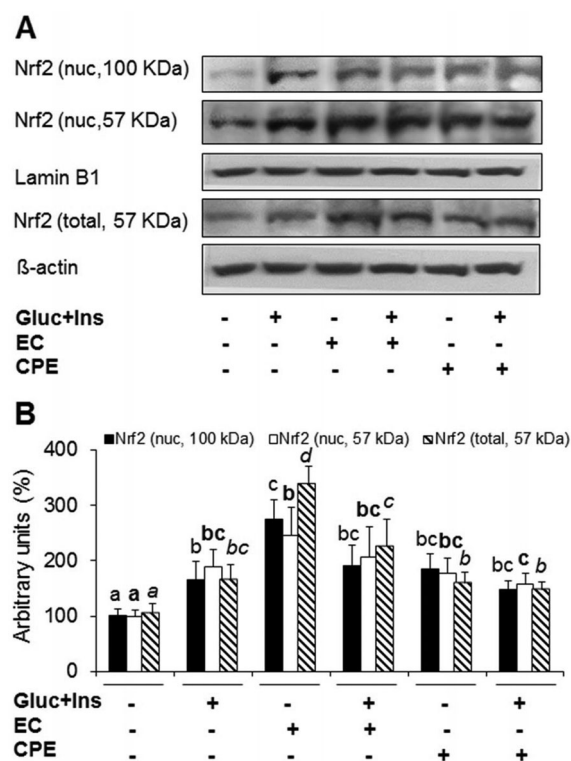 A
Nrf2 (nuc,100 KDa)
Nrf2 (nuc,57 KDa)
Lamin B1
Nrf2 (total, 57 KDa)
ß-actin
Gluc+Ins - + - + - +
EC - - + + - -
CPE - - - - + +
B
Nrf2 (nuc, 100 kDa) Nrf2 (nuc, 57 kDa) Nrf2 (total, 57 kDa)
Arbitrary units (%)
400
300
200
100
0
a a a
b bc bc
c b d
bc bc c
bc bc b
bc c b
Gluc+Ins - + - + - +
EC - - + + - -
CPE - - - - + +